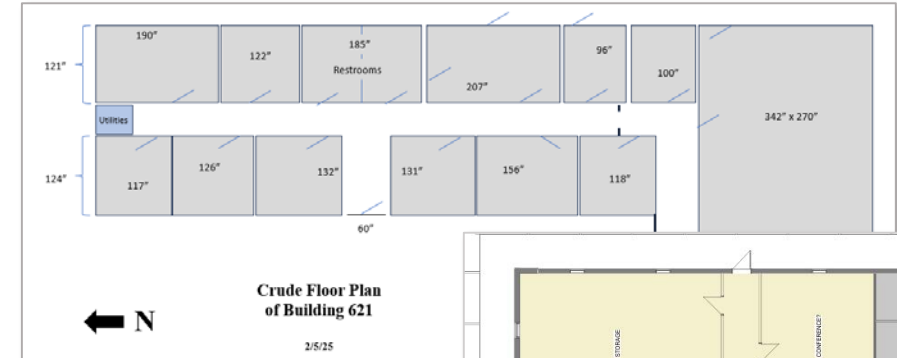 190"
122"
185"
Restrooms
207"
96"
100"
342" x 270"
121"
Utilities
124"
117"
126"
132"
131"
156"
118"
60"
Crude Floor Plan
of Building 621
N
2/5/25
STORAGE
CONFERENCE?